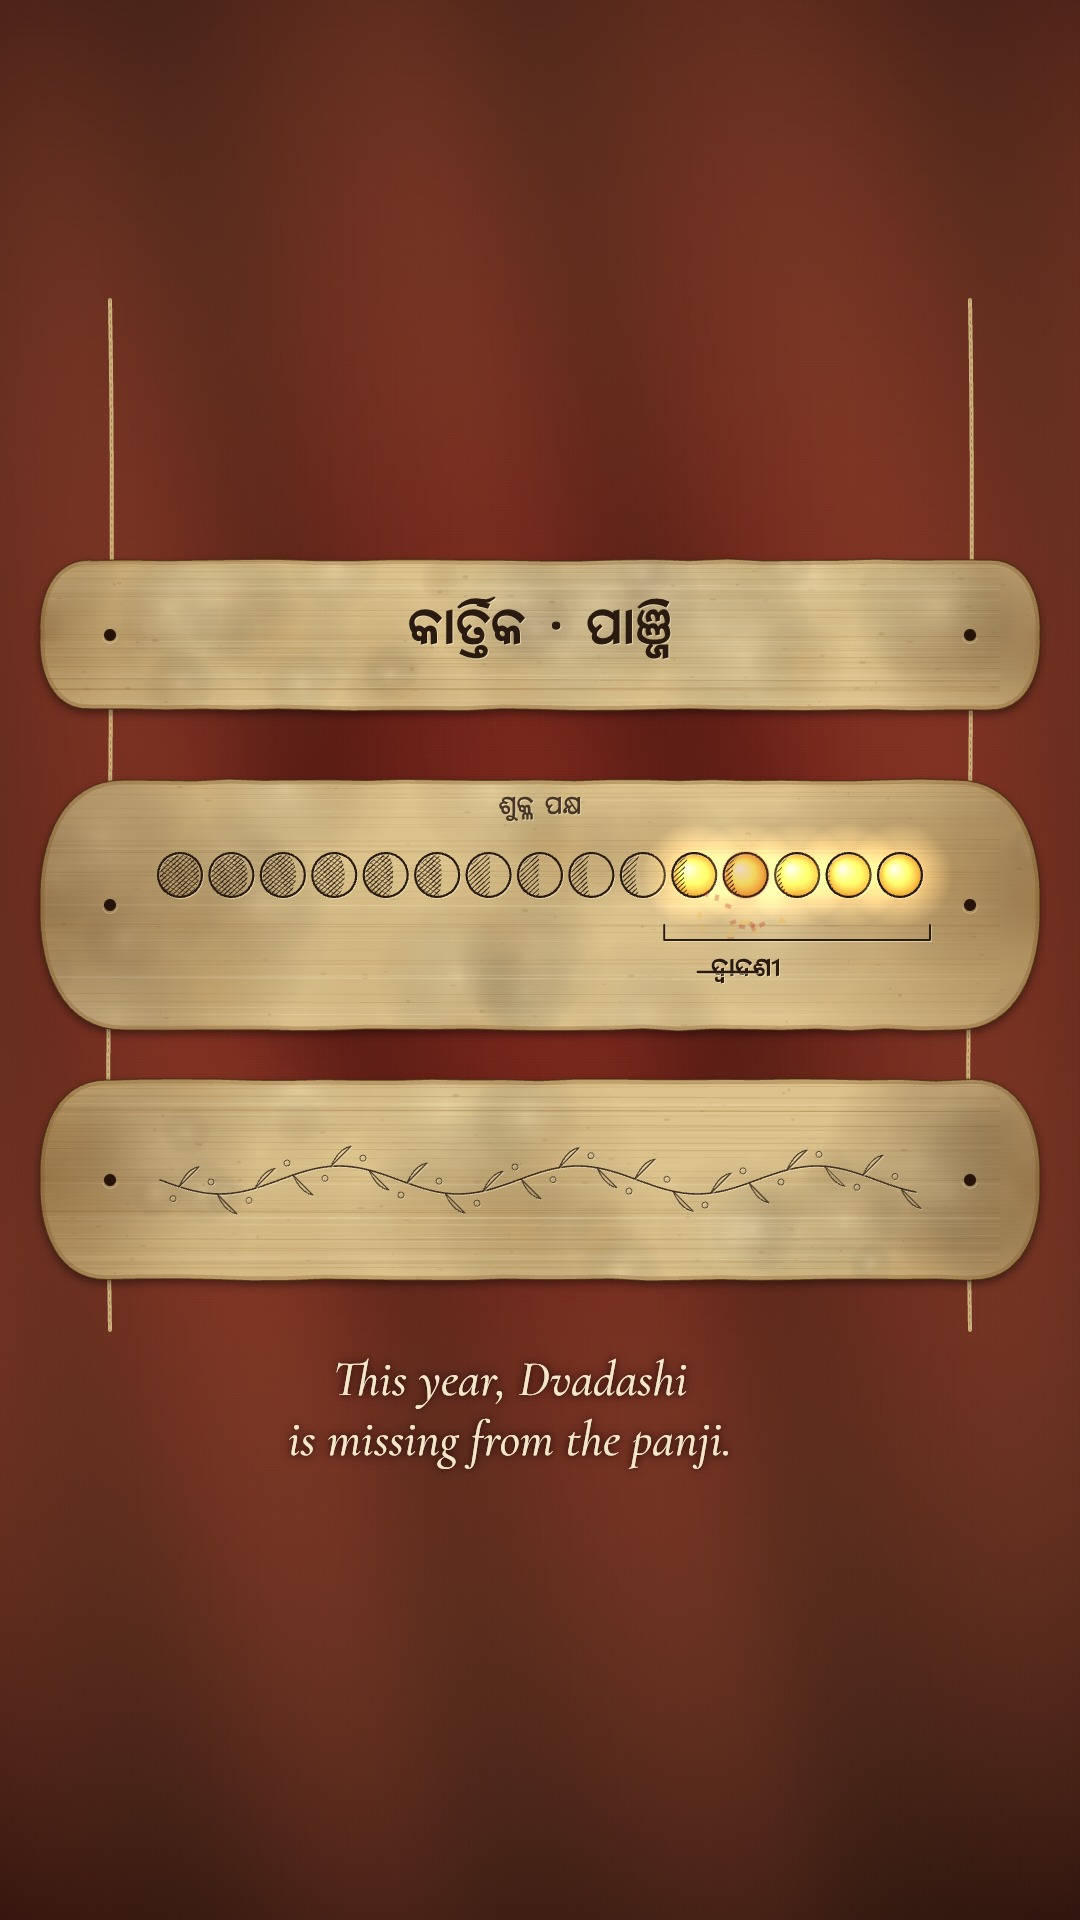 କାର୍ତ୍ତିକ · ପାଞ୍ଜି
ଶୁକ୍ଳ ପକ୍ଷ
ଦ୍ୱାଦଶୀ
This year, Dvadashi
is missing from the panji.